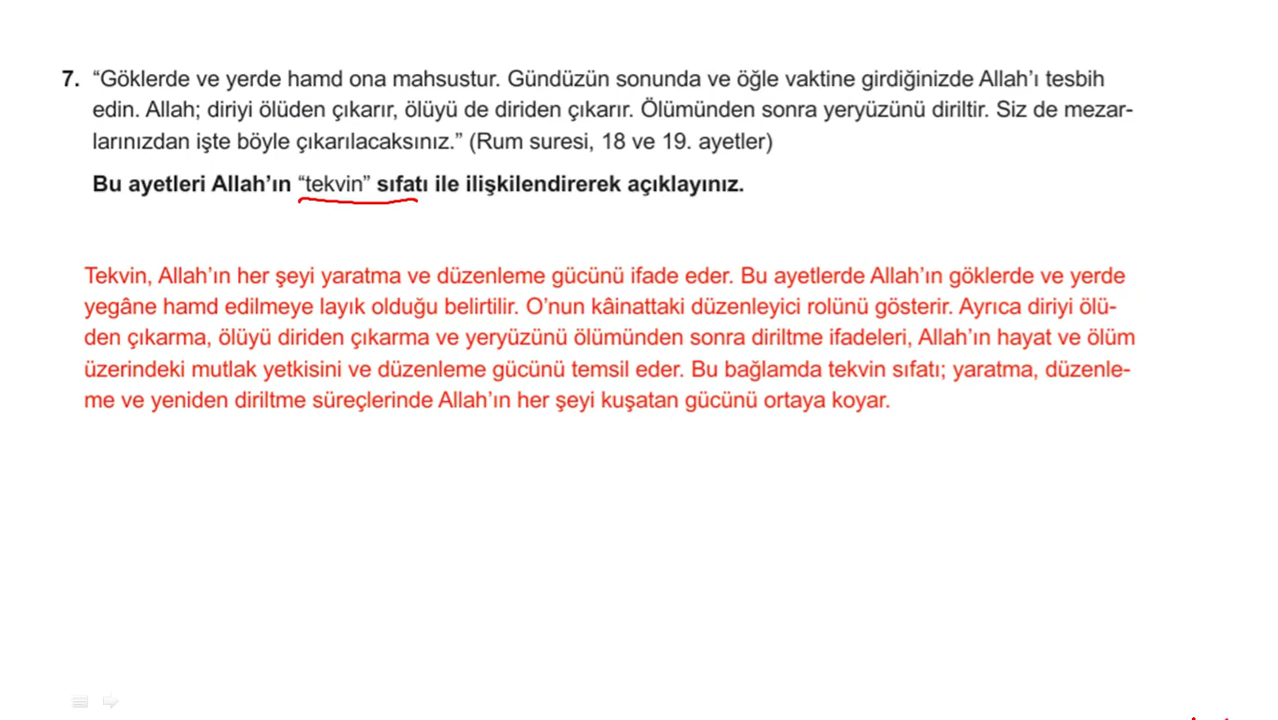 7. “Göklerde ve yerde hamd ona mahsustur. Gündüzün sonunda ve öğle vaktine girdiğinizde Allah’ı tesbih
edin. Allah; diriyi ölüden çıkarır, ölüyü de diriden çıkarır. Ölümünden sonra yeryüzünü diriltir. Siz de mezar-
larınızdan işte böyle çıkarılacaksınız.” (Rum suresi, 18 ve 19. ayetler)
Bu ayetleri Allah’ın “tekvin” sıfatı ile ilişkilendirerek açıklayınız.
Tekvin, Allah’ın her şeyi yaratma ve düzenleme gücünü ifade eder. Bu ayetlerde Allah’ın göklerde ve yerde
yegâne hamd edilmeye layık olduğu belirtilir. O’nun kâinattaki düzenleyici rolünü gösterir. Ayrıca diriyi ölü-
den çıkarma, ölüyü diriden çıkarma ve yeryüzünü ölümünden sonra diriltme ifadeleri, Allah’ın hayat ve ölüm
üzerindeki mutlak yetkisini ve düzenleme gücünü temsil eder. Bu bağlamda tekvin sıfatı; yaratma, düzenle-
me ve yeniden diriltme süreçlerinde Allah’ın her şeyi kuşatan gücünü ortaya koyar.